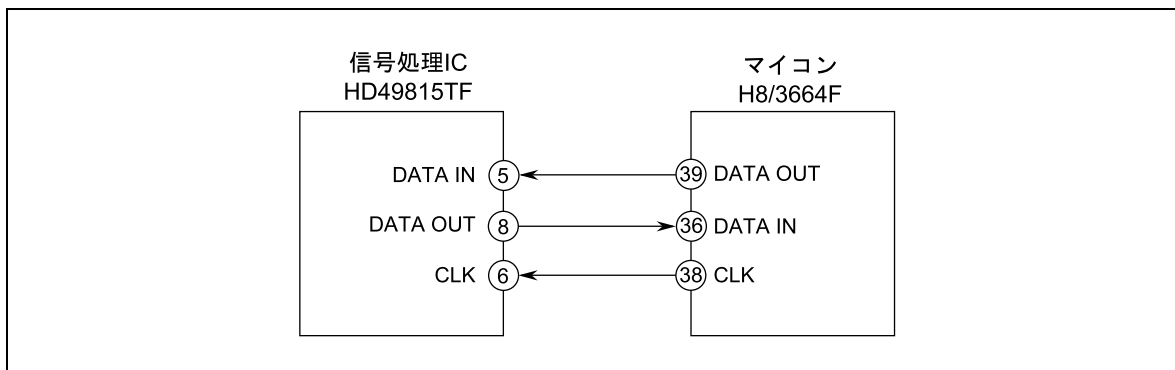 信号処理IC
HD49815TF
マイコン
H8/3664F
DATA IN 5 39 DATA OUT
DATA OUT 8 36 DATA IN
CLK 6 38 CLK